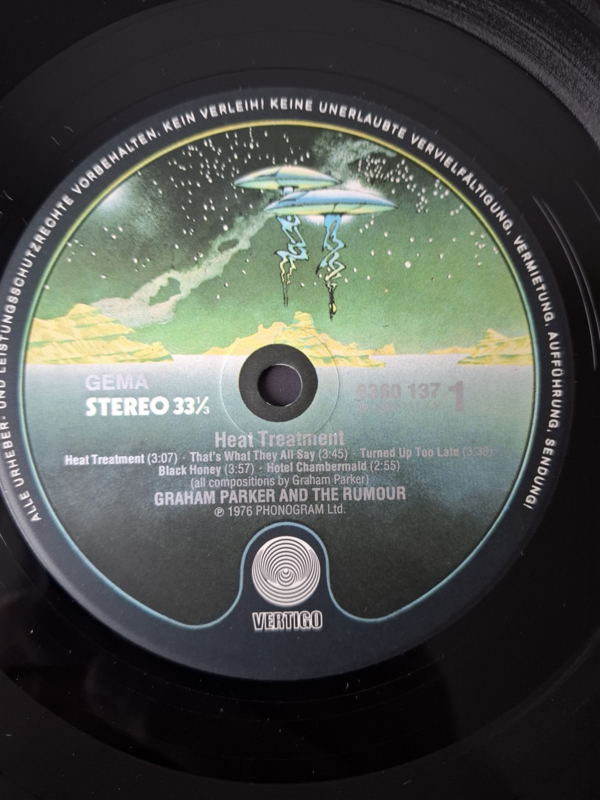 ALLE URHEBER- UND LEISTUNGSSCHUTZRECHTE VORBEHALTEN. KEIN VERLEIH! KEINE UNERLAUBTE VERVIELFÄLTIGUNG, VERMIETUNG, AUFFÜHRUNG, SENDUNG!
GEMA
STEREO 33⅓
6360 137 1
Heat Treatment
Heat Treatment (3:07) · That's What They All Say (3:45) · Turned Up Too Late (3:38)
Black Honey (3:57) · Hotel Chambermaid (2:55)
(all compositions by Graham Parker)
GRAHAM PARKER AND THE RUMOUR
℗ 1976 PHONOGRAM Ltd.
VERTIGO